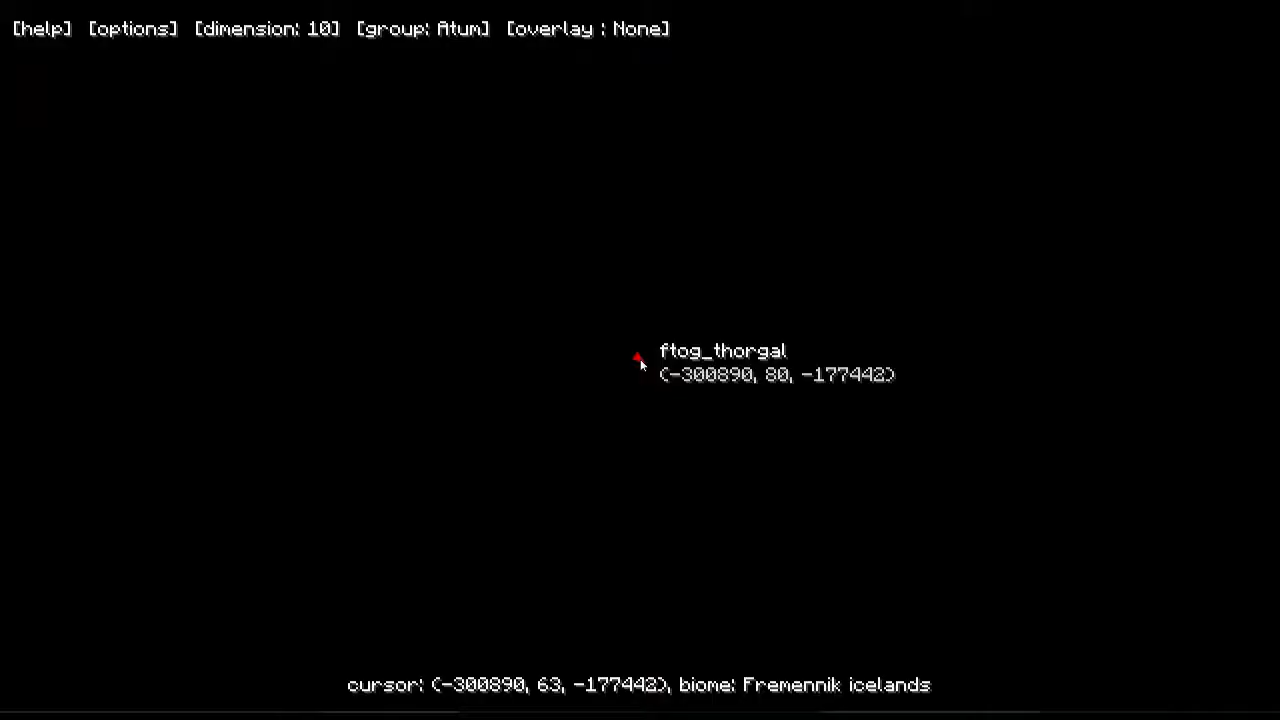 [help] [options] [dimension: 10] [group: Atum] [overlay : None]
ftog_thorgal
(-300890, 80, -177442)
cursor: (-300890, 63, -177442), biome: Fremennik icelands